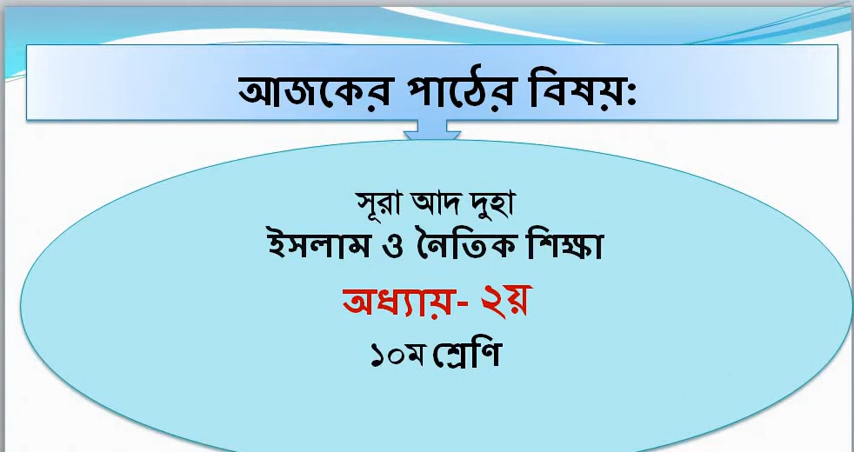 আজকের পাঠের বিষয়:
সূরা আদ দুহা
ইসলাম ও নৈতিক শিক্ষা
অধ্যায়- ২য়
১০ম শ্রেণি